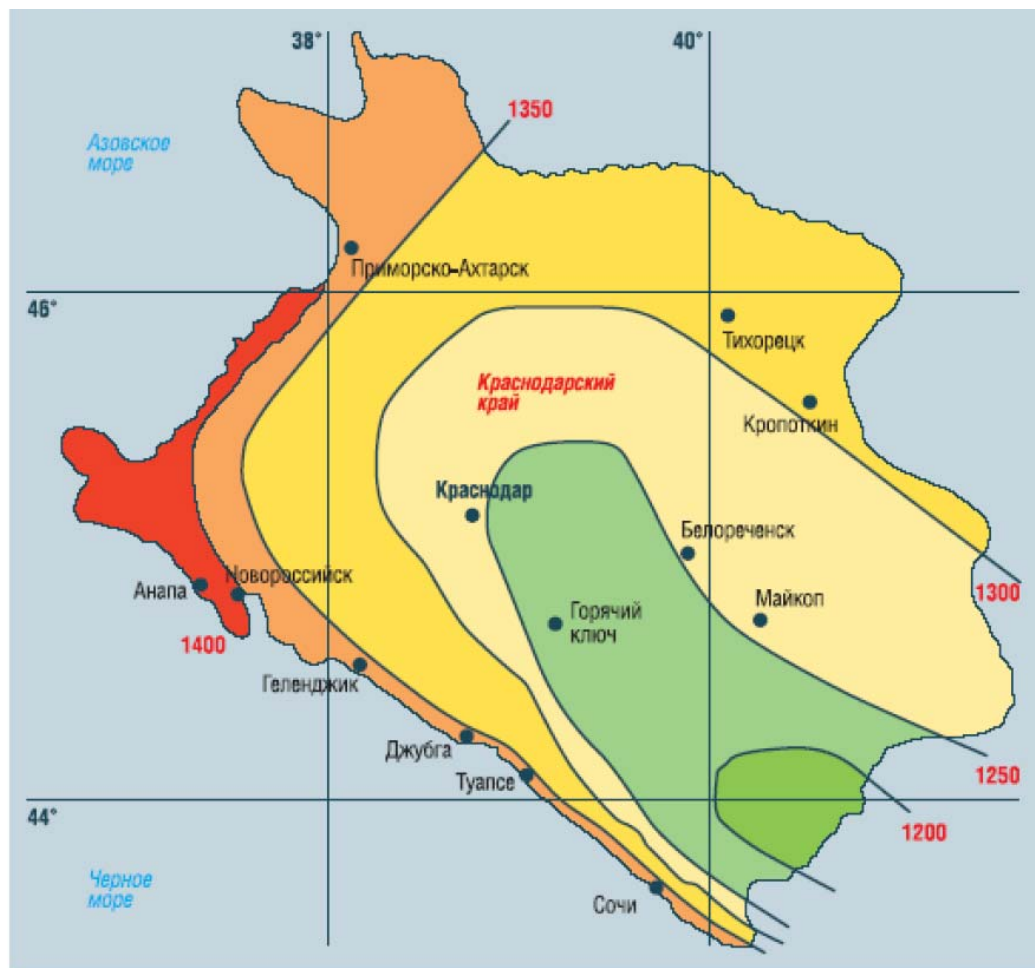 38°
40°
1350
Азовское
море
Приморско-Ахтарск
46°
Тихорецк
Краснодарский
край
Кропоткин
Краснодар
Белореченск
Анапа
Новороссийск
1300
Майкоп
Горячий
ключ
1400
Геленджик
Джубга
1250
Туапсе
44°
1200
Черное
море
Сочи